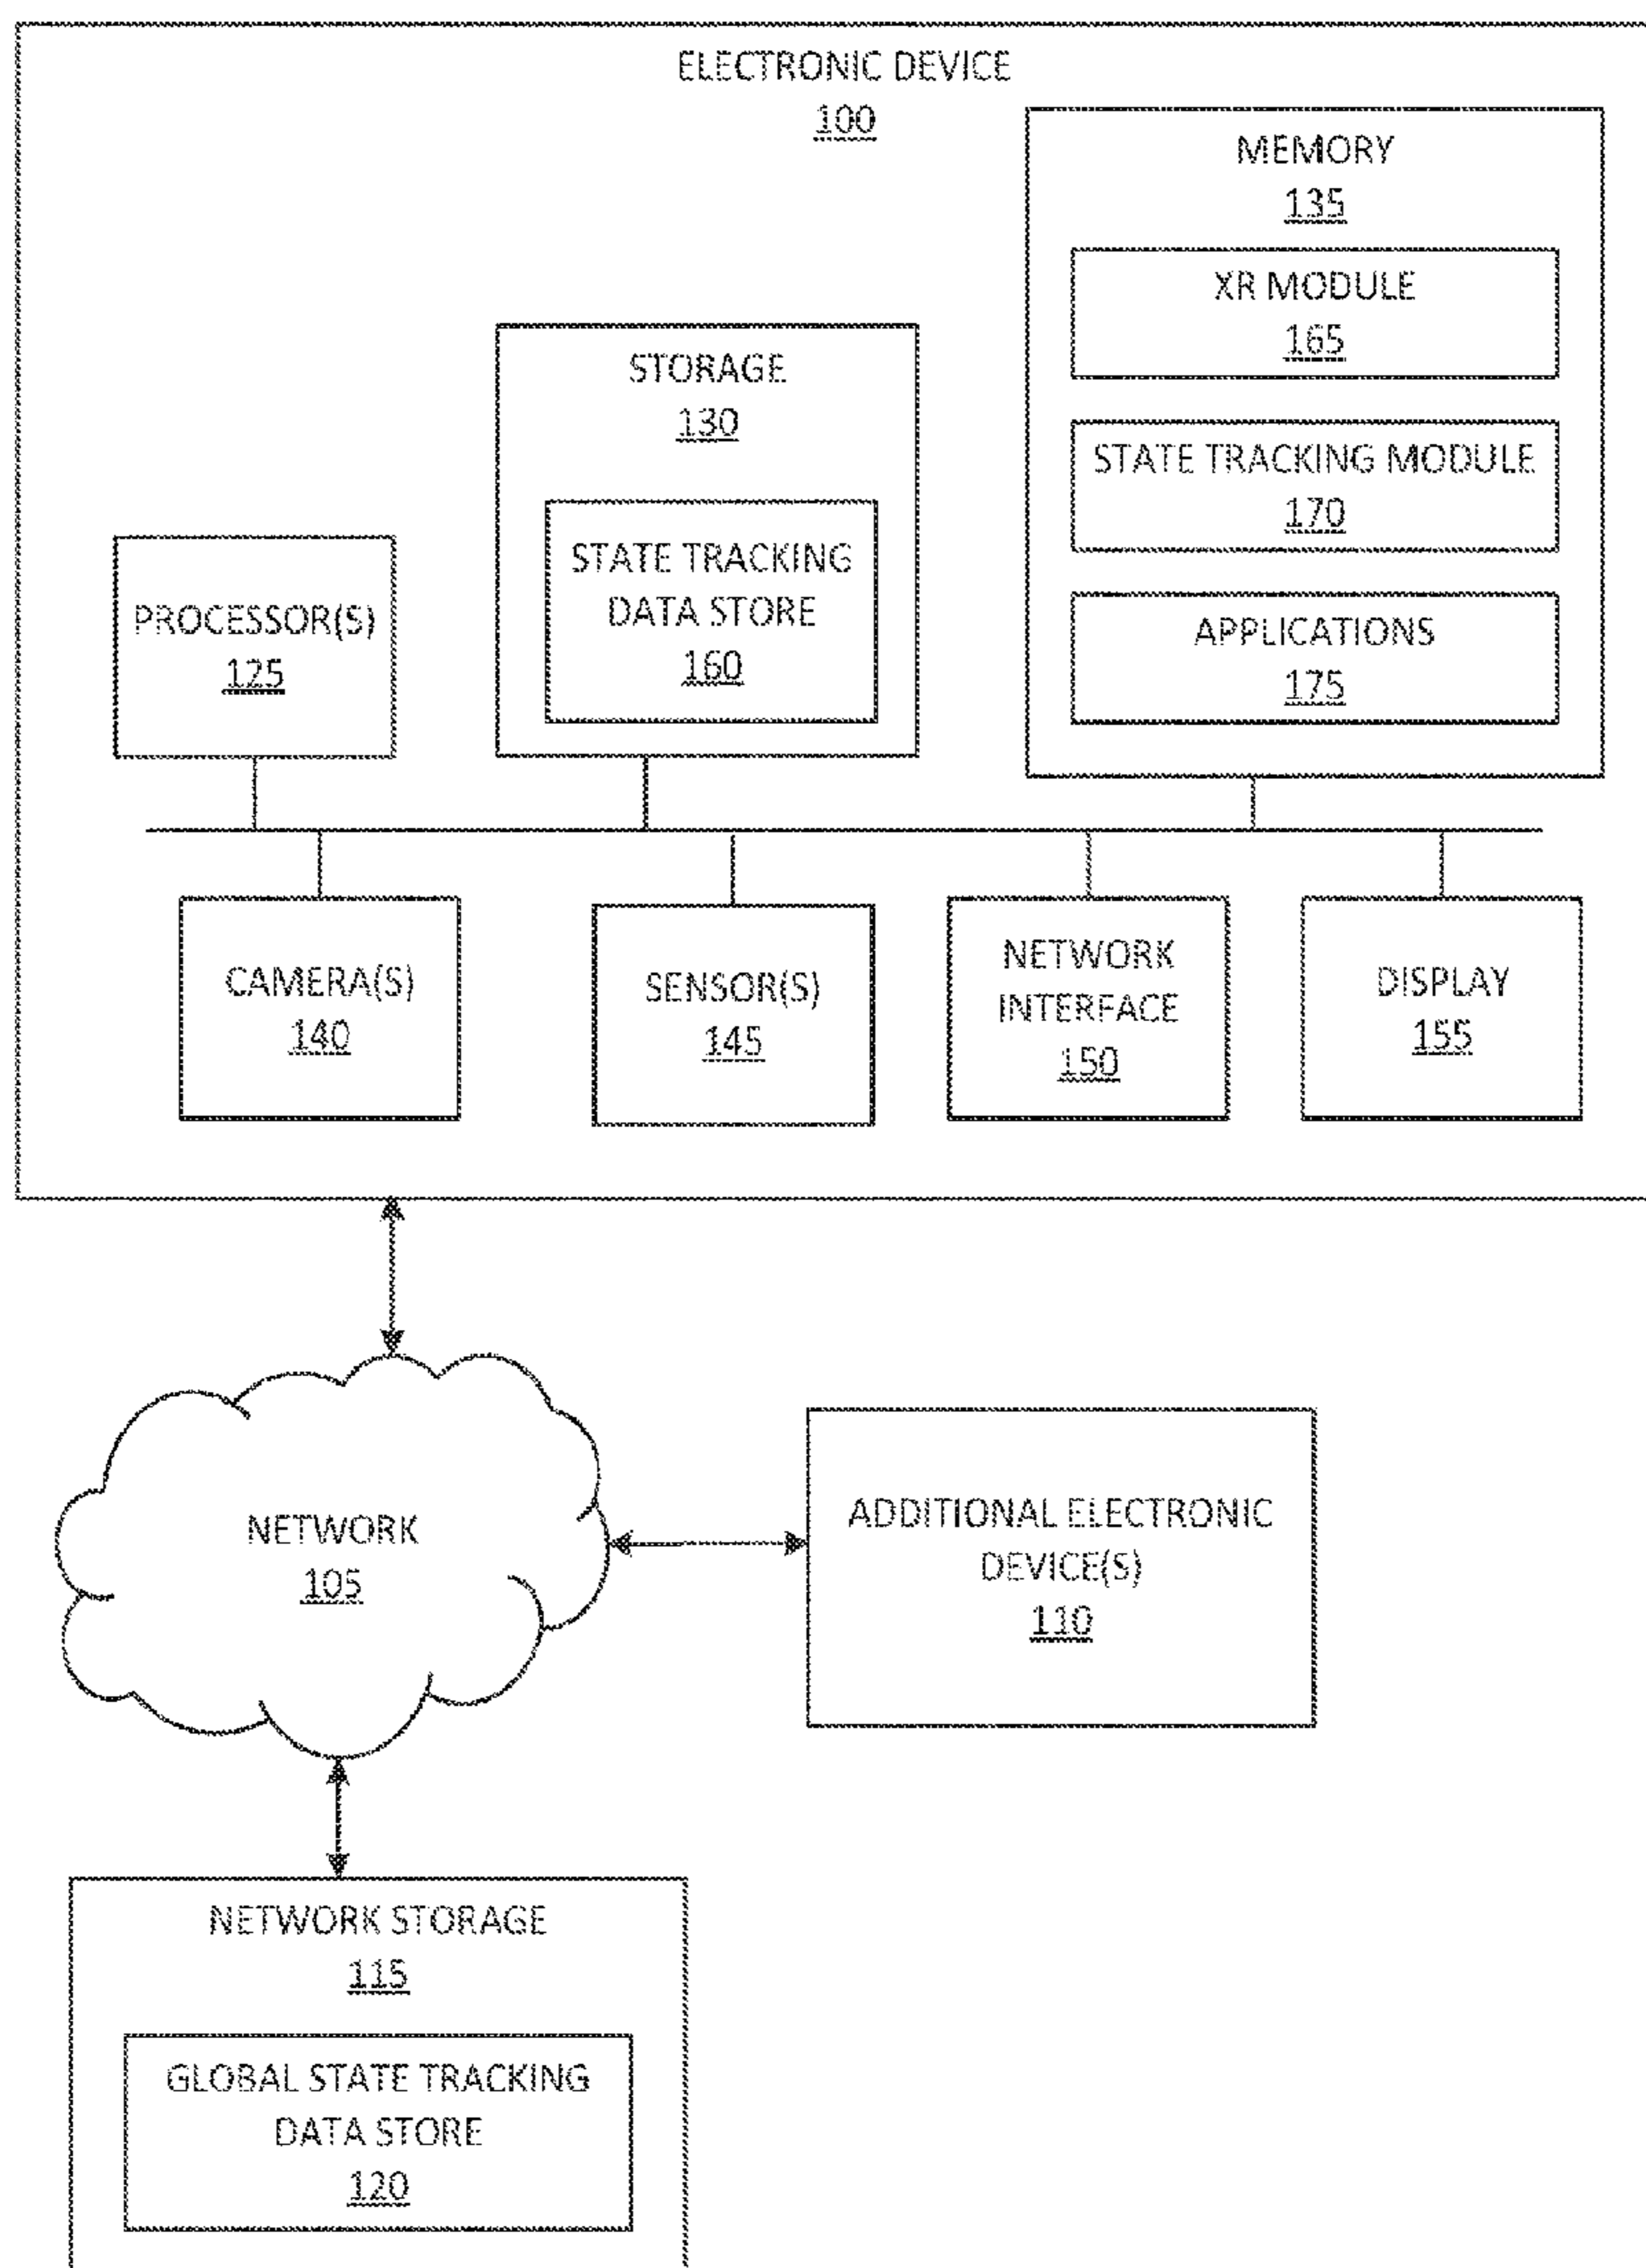 ELECTRONIC DEVICE
100
MEMORY
135
XR MODULE
165
STATE TRACKING MODULE
170
APPLICATIONS
175
STORAGE
130
STATE TRACKING
DATA STORE
160
PROCESSOR(S)
125
CAMERA(S)
140
SENSOR(S)
145
NETWORK
INTERFACE
150
DISPLAY
155
NETWORK
105
ADDITIONAL ELECTRONIC
DEVICE(S)
110
NETWORK STORAGE
115
GLOBAL STATE TRACKING
DATA STORE
120